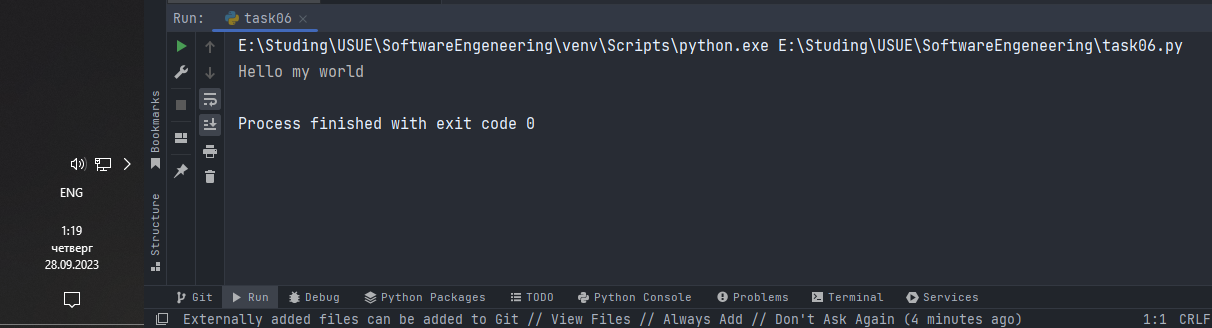 Run: task06
E:\Studing\USUE\SoftwareEngeneering\venv\Scripts\python.exe E:\Studing\USUE\SoftwareEngeneering\task06.py
Hello my world
Process finished with exit code 0
Bookmarks
Structure
ENG
1:19
четверг
28.09.2023
Git Run Debug Python Packages TODO Python Console Problems Terminal Services
Externally added files can be added to Git // View Files // Always Add // Don't Ask Again (4 minutes ago) 1:1 CRLF